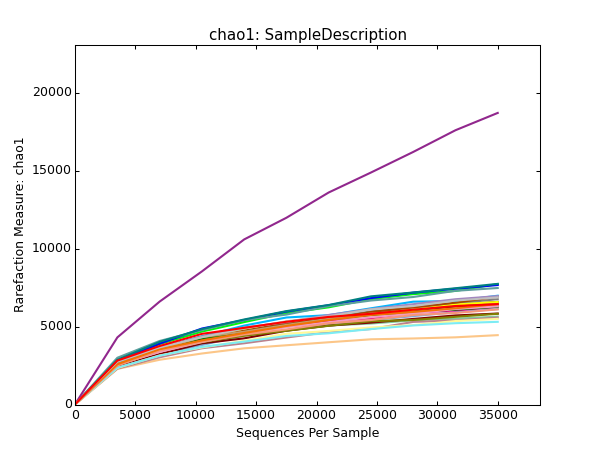 chao1: SampleDescription
Rarefaction Measure: chao1
20000
15000
10000
5000
0
0 5000 10000 15000 20000 25000 30000 35000
Sequences Per Sample